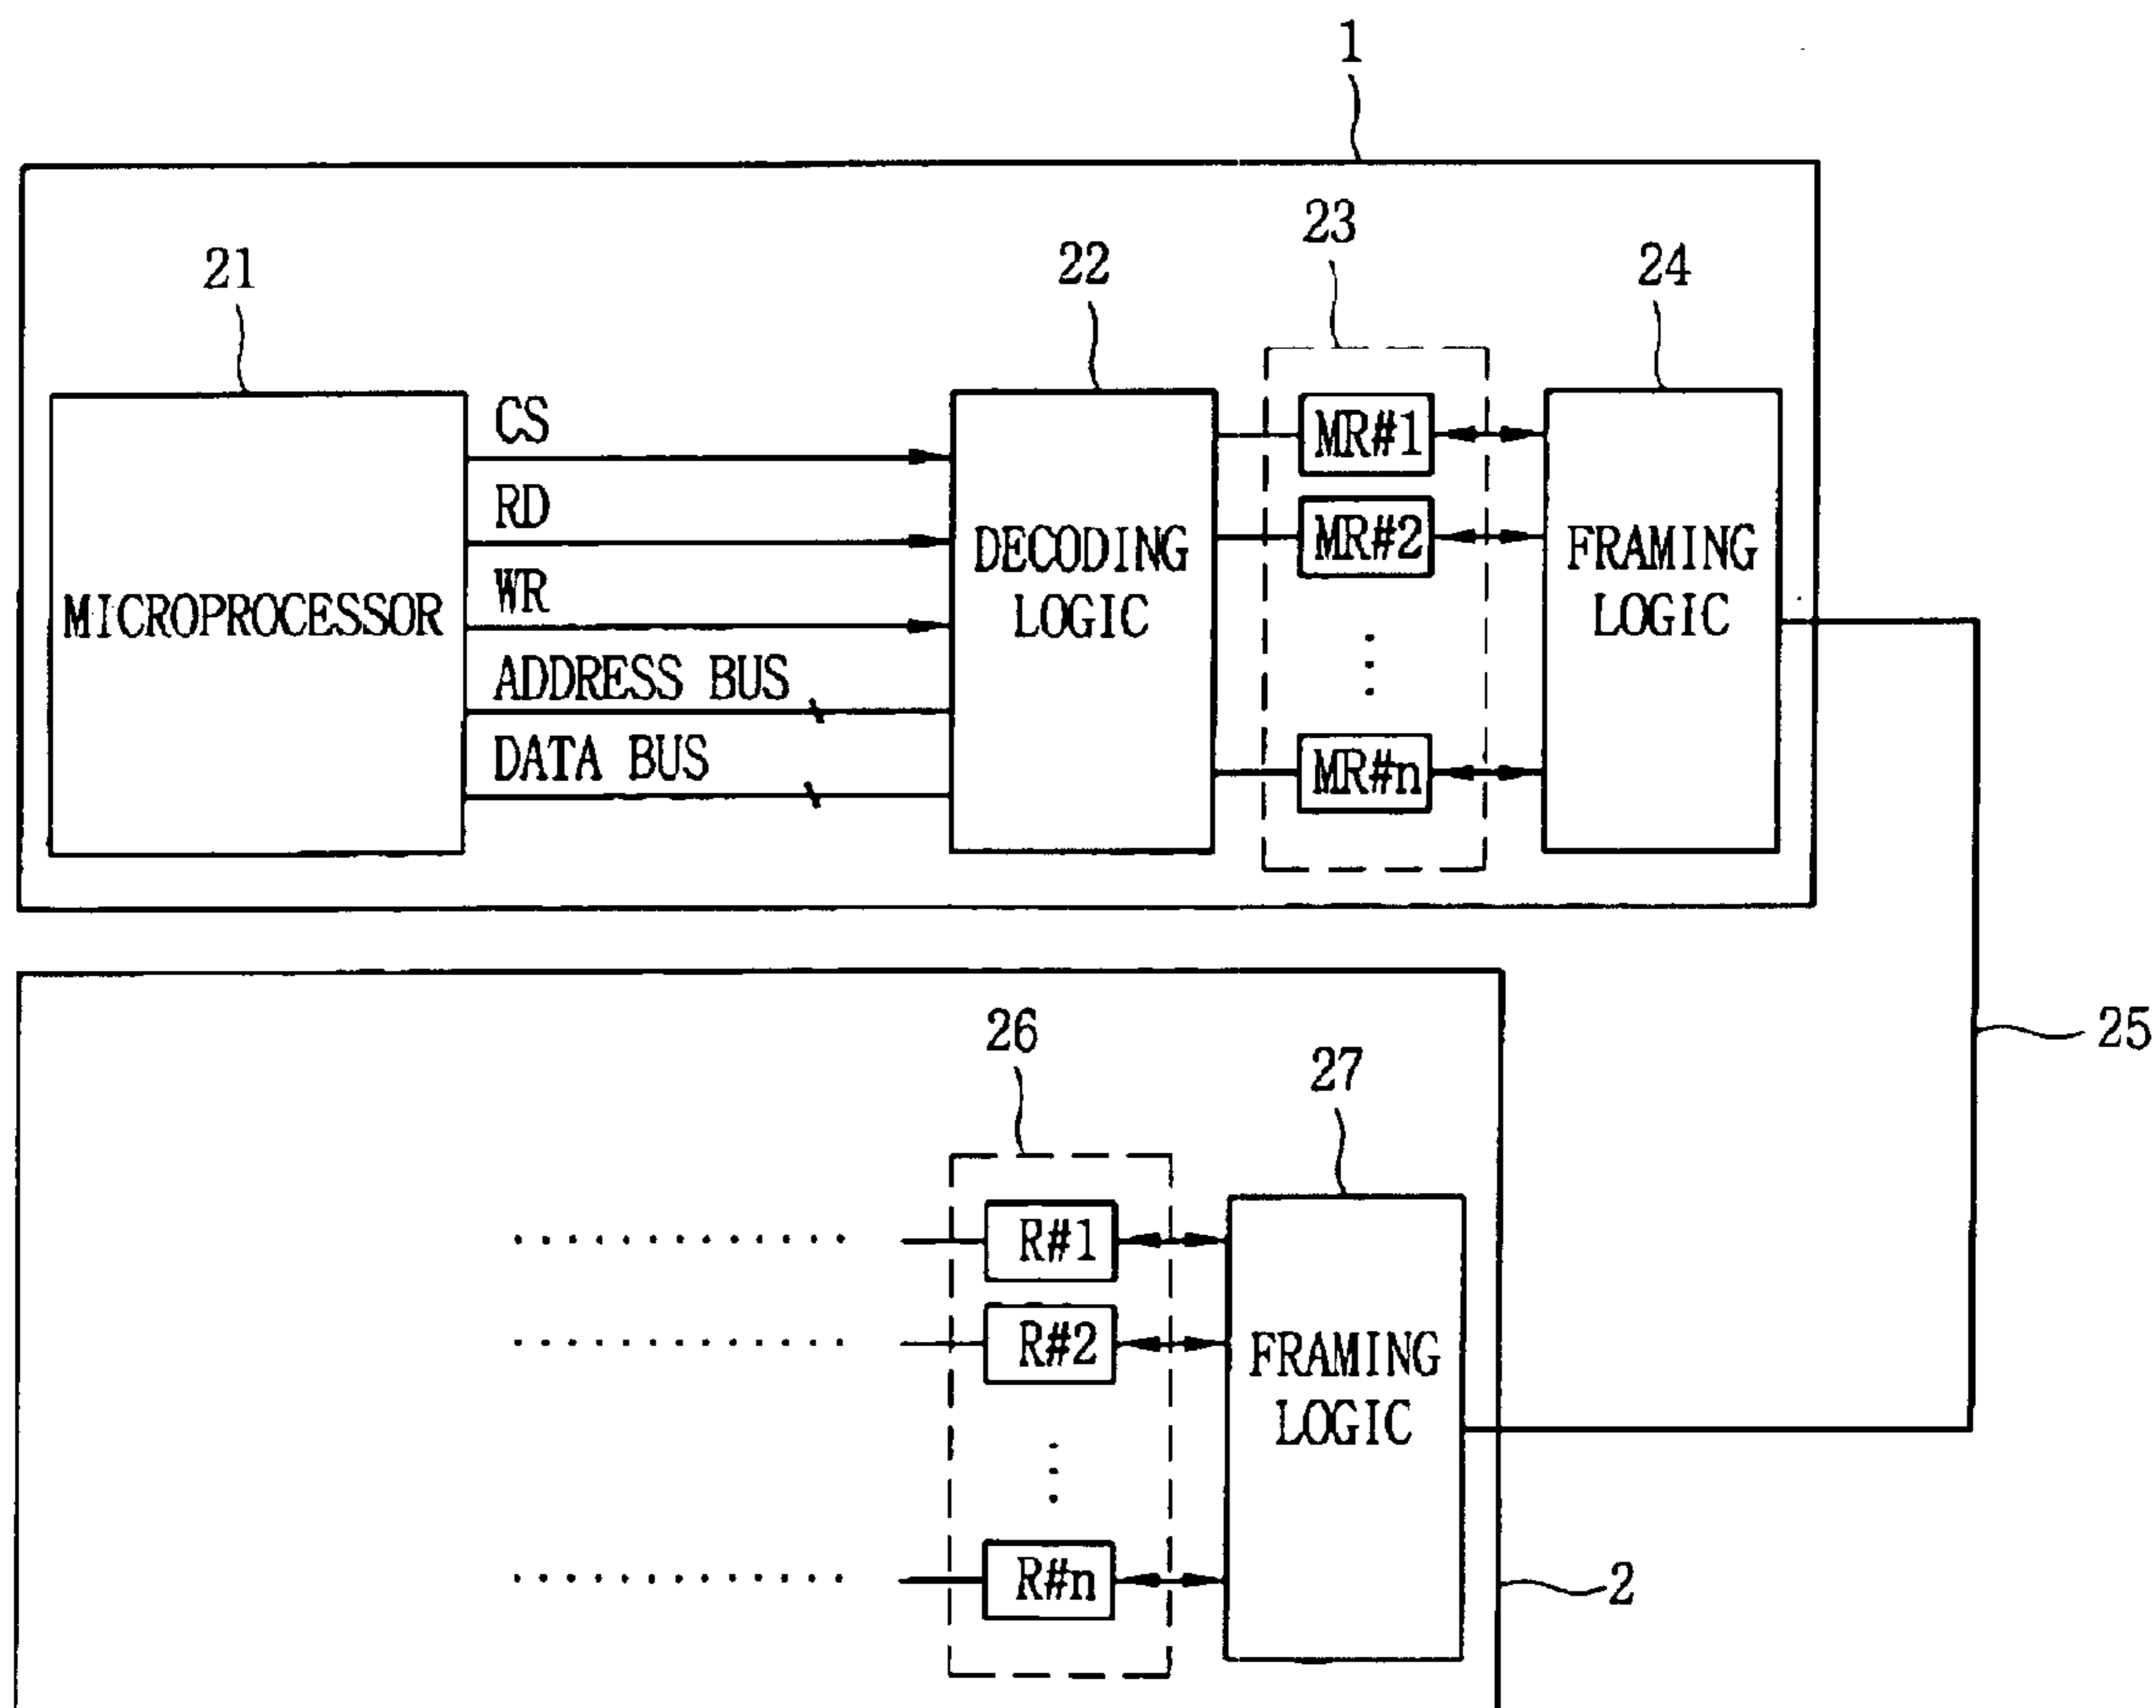 1
21
22
23
24
CS
RD
WR
ADDRESS BUS
DATA BUS
MICROPROCESSOR
DECODING
LOGIC
MR#1
MR#2
MR#n
FRAMING
LOGIC
25
26
27
R#1
R#2
R#n
FRAMING
LOGIC
2